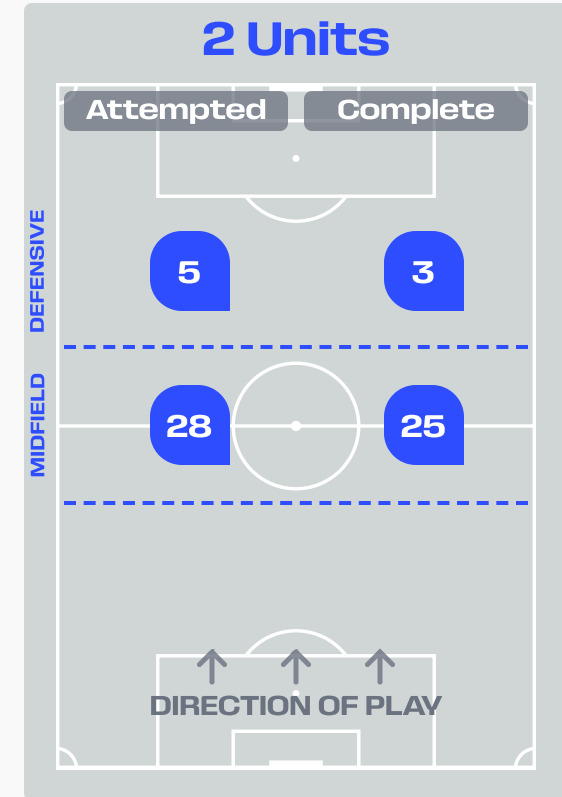 2 Units
Attempted Complete
DEFENSIVE
5 3
MIDFIELD
28 25
DIRECTION OF PLAY